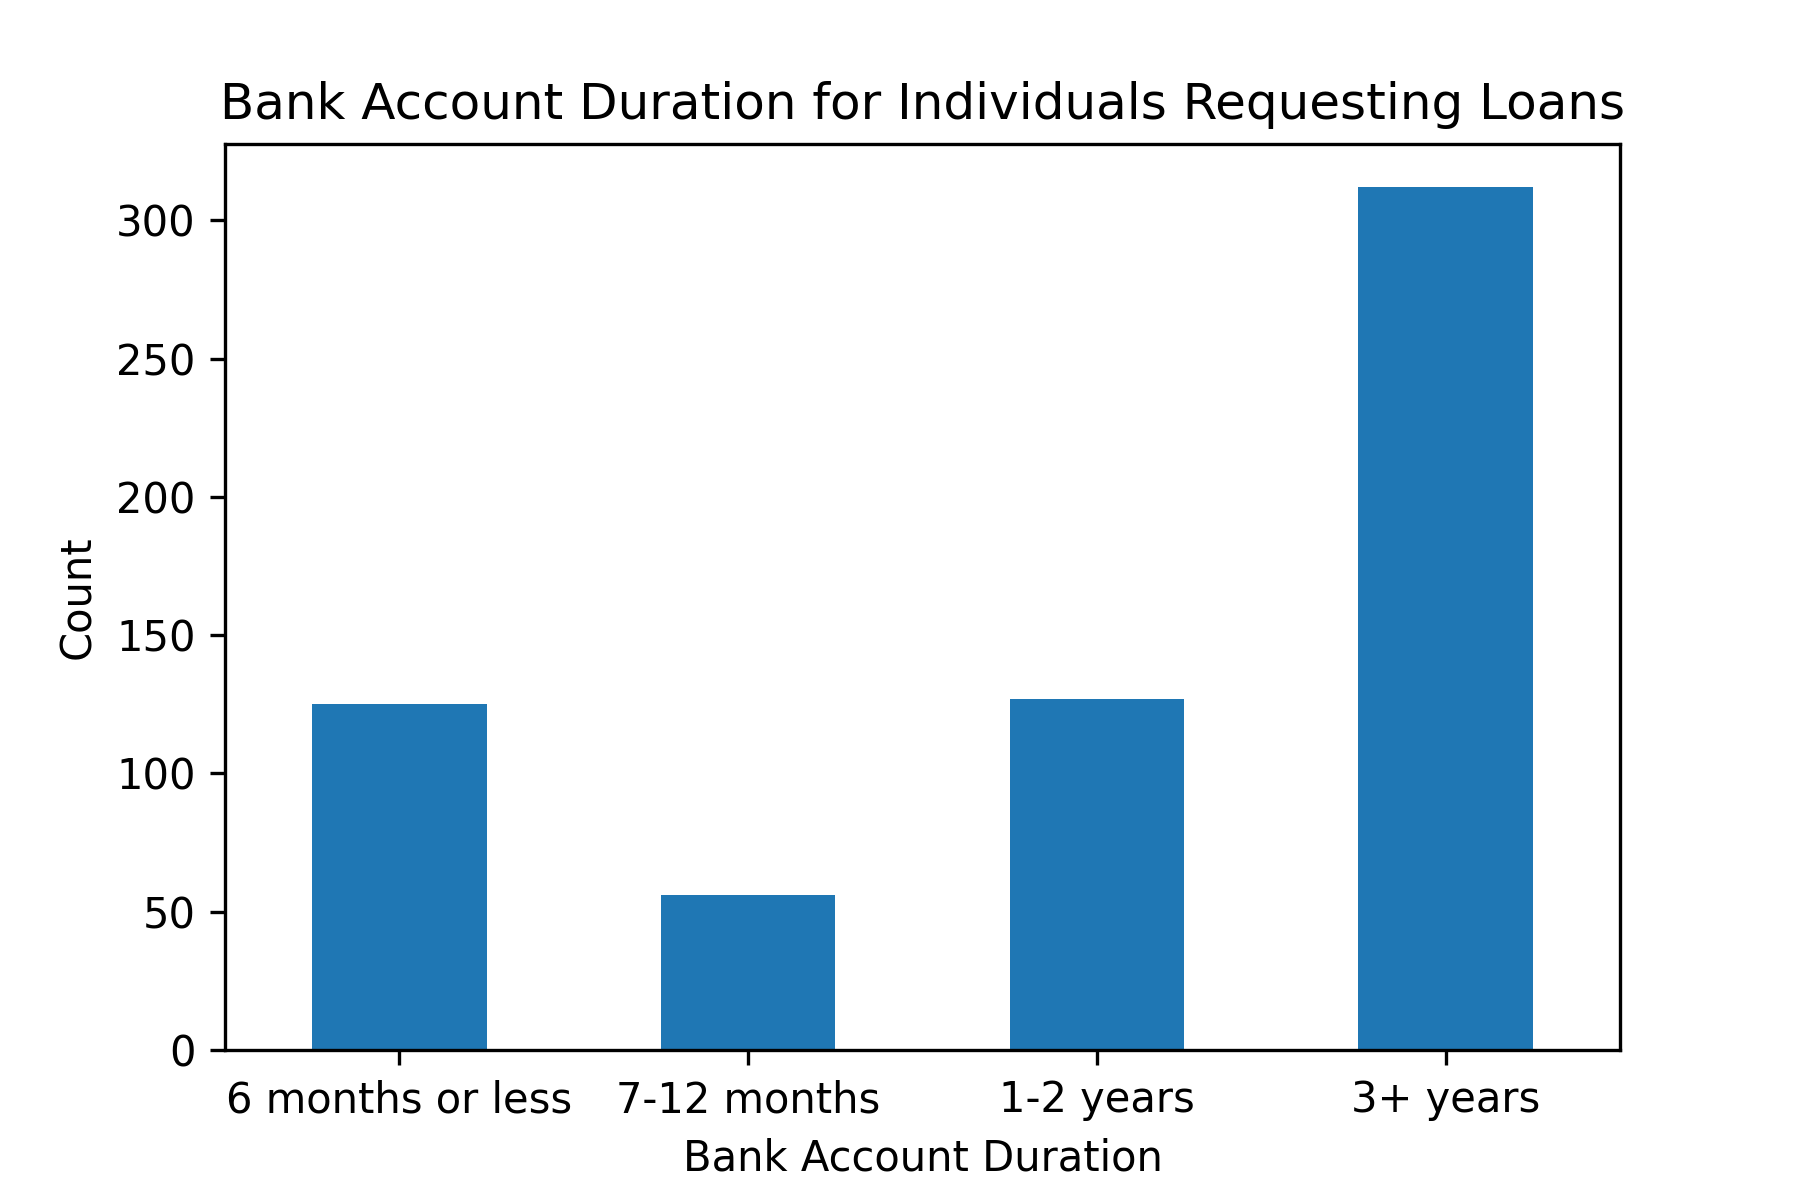 Bank Account Duration for Individuals Requesting Loans
300
250
200
150
100
50
0
Count
6 months or less 7-12 months 1-2 years 3+ years
Bank Account Duration